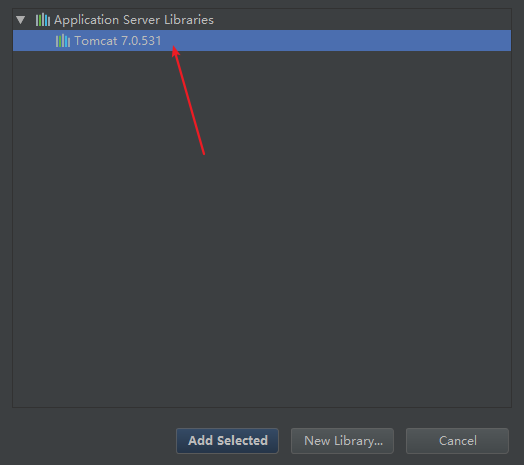 Application Server Libraries
Tomcat 7.0.531
Add Selected
New Library...
Cancel